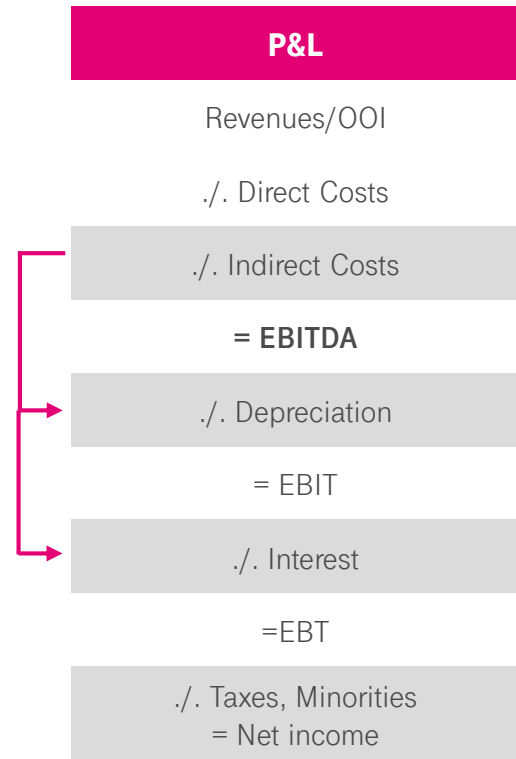 P&L
Revenues/OOI
./. Direct Costs
./. Indirect Costs
= EBITDA
./. Depreciation
= EBIT
./. Interest
=EBT
./. Taxes, Minorities
= Net income